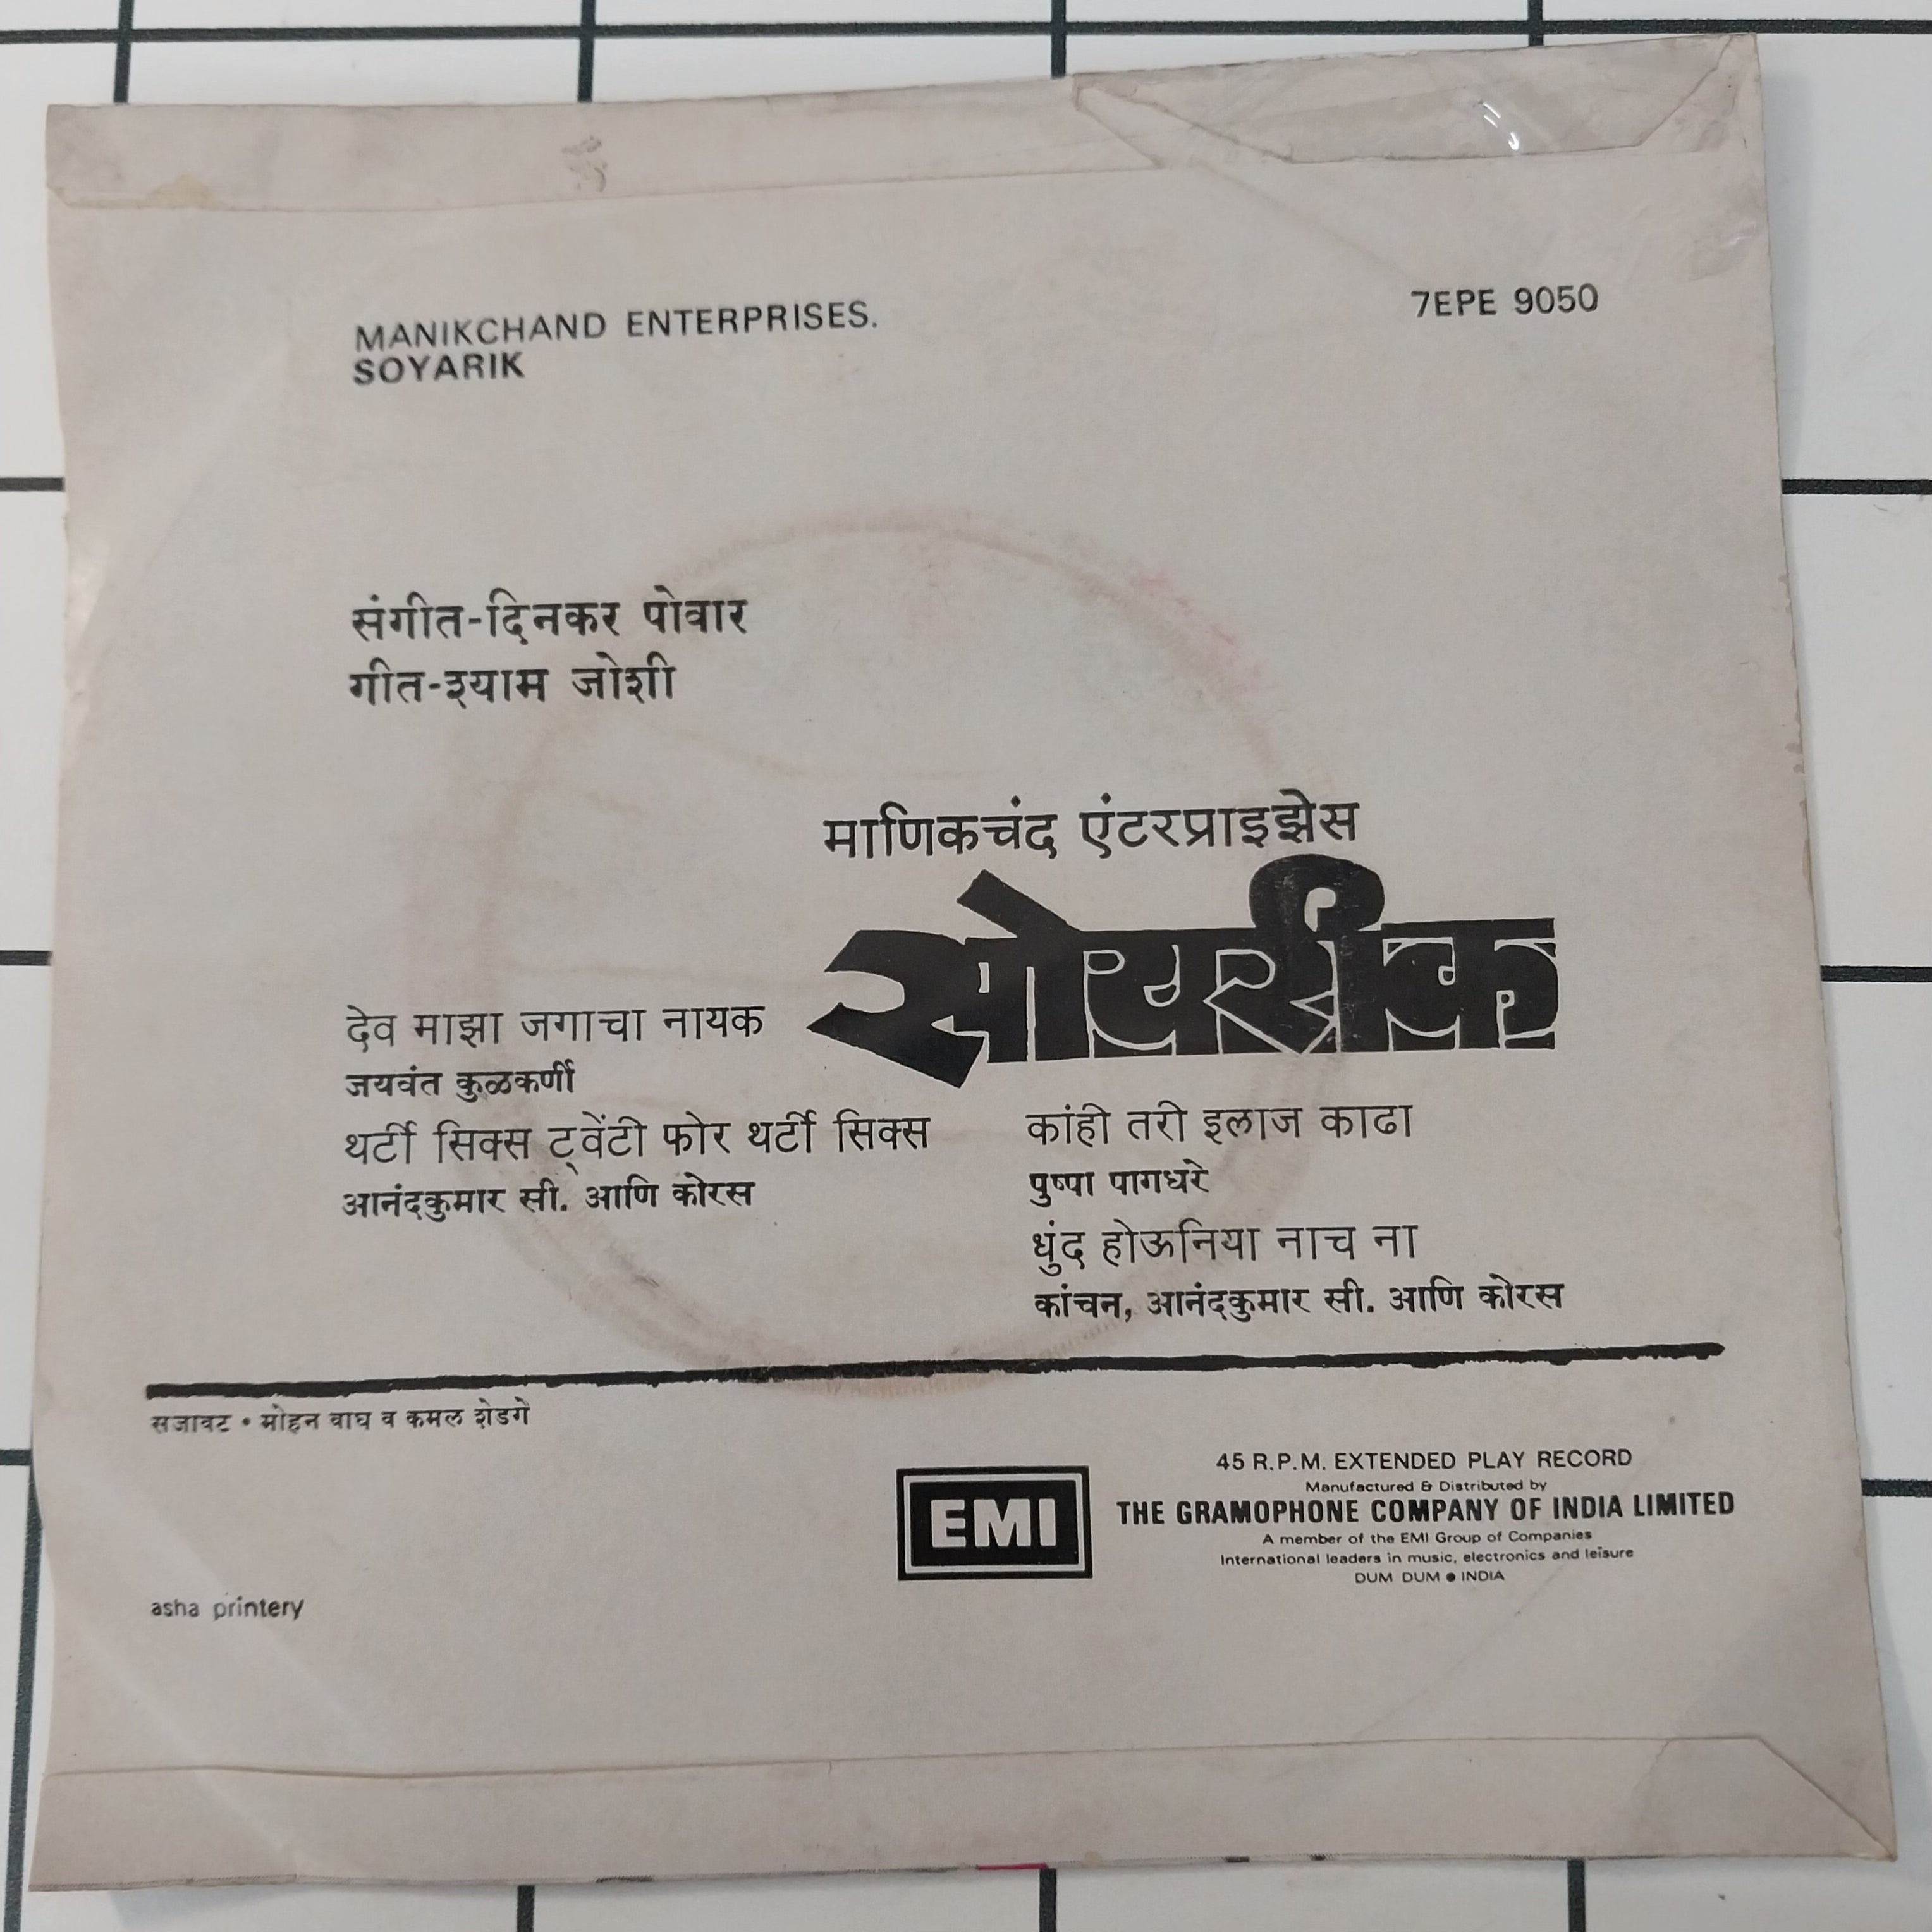 MANIKCHAND ENTERPRISES.
SOYARIK
7EPE 9050
संगीत-दिनकर पोवार
गीत-श्याम जोशी
माणिकचंद एंटरप्राइझेस
सोयरीक
देव माझा जगाचा नायक
जयवंत कुळकर्णी
थर्टी सिक्स ट्वेंटी फोर थर्टी सिक्स
आनंदकुमार सी. आणि कोरस
कांही तरी इलाज काढा
पुष्पा पागधरे
धुंद होऊनिया नाच ना
कांचन, आनंदकुमार सी. आणि कोरस
सजावट • मोहन वाघ व कमल शेडगे
EMI
45 R.P.M. EXTENDED PLAY RECORD
Manufactured & Distributed by
THE GRAMOPHONE COMPANY OF INDIA LIMITED
A member of the EMI Group of Companies
International leaders in music, electronics and leisure
DUM DUM ● INDIA
asha printery